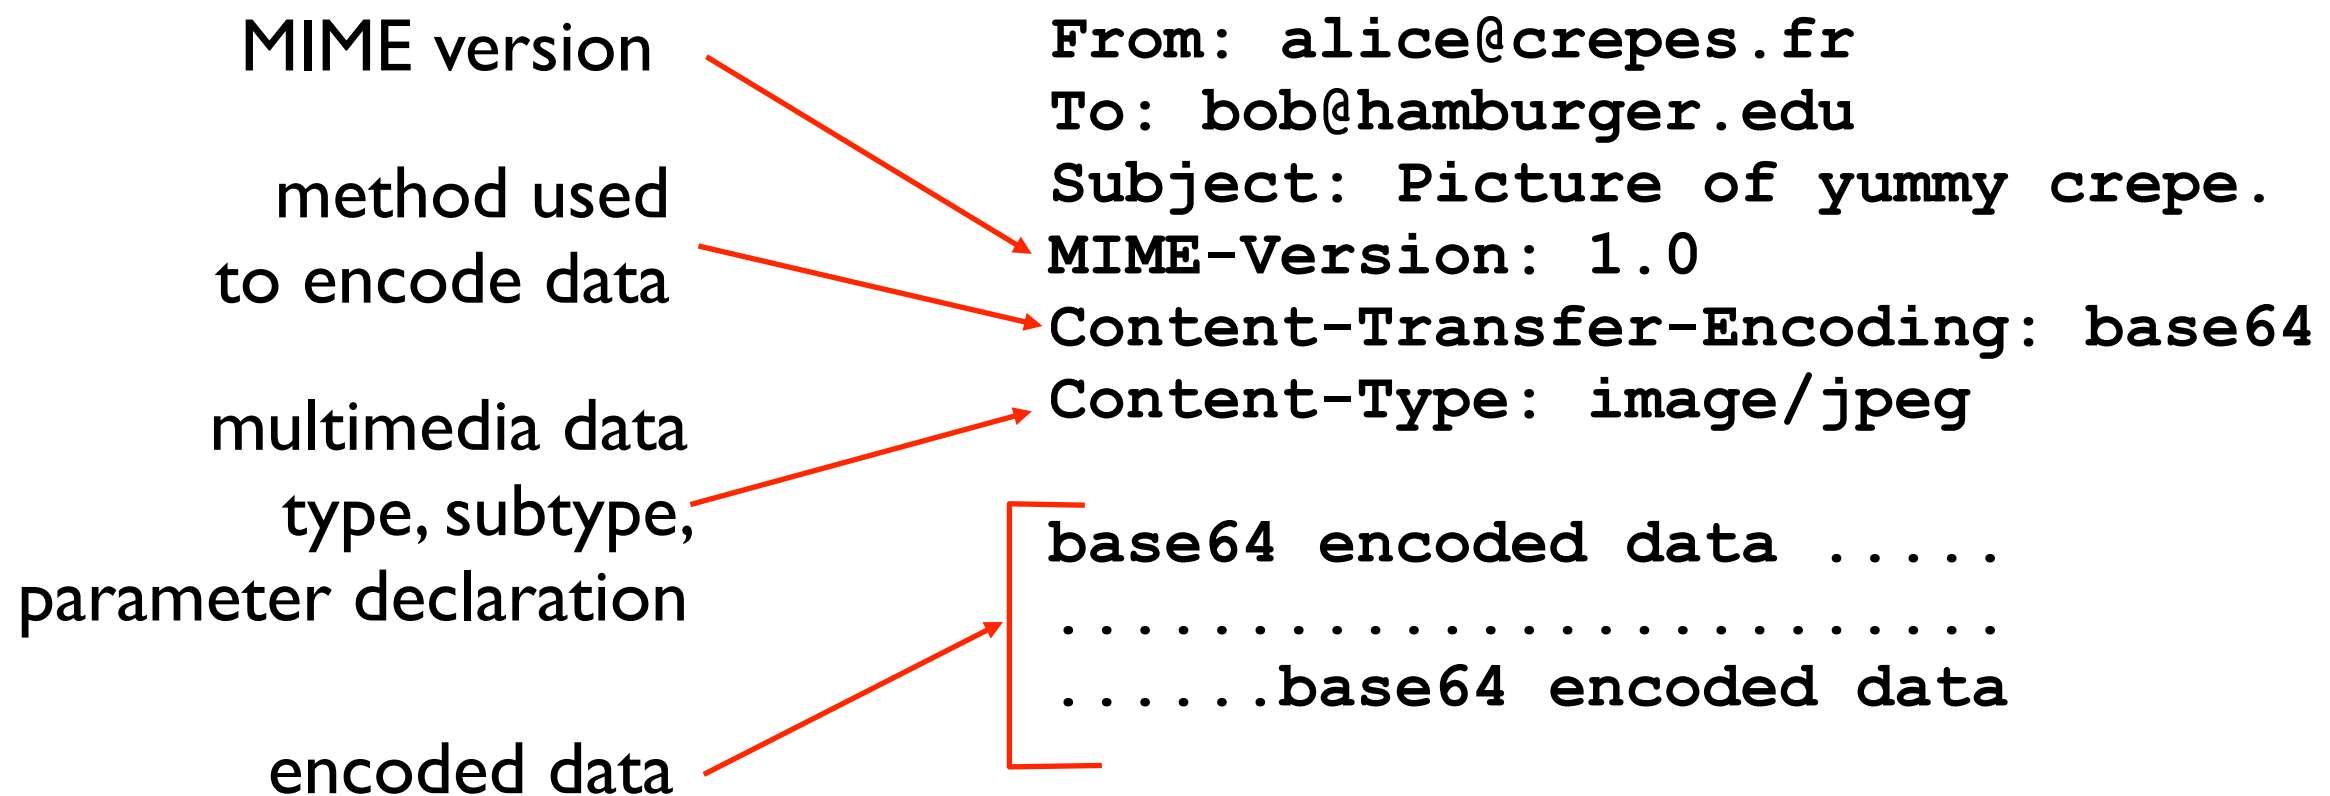 MIME version
method used
to encode data
multimedia data
type, subtype,
parameter declaration
encoded data
From: alice@crepes.fr
To: bob@hamburger.edu
Subject: Picture of yummy crepe.
MIME-Version: 1.0
Content-Transfer-Encoding: base64
Content-Type: image/jpeg
base64 encoded data .....
.........................
......base64 encoded data